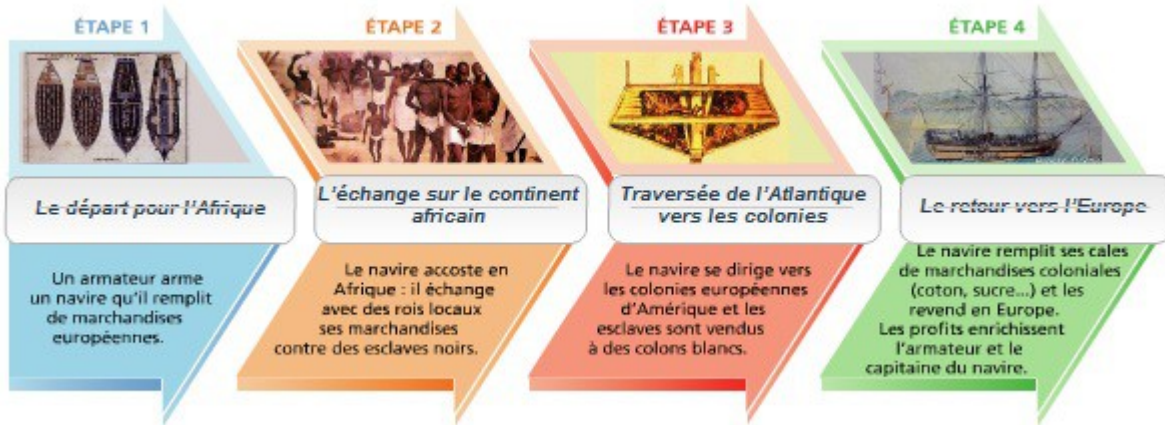 ÉTAPE 1
Le départ pour l'Afrique
Un armateur arme
un navire qu'il remplit
de marchandises
européennes.
ÉTAPE 2
L'échange sur le continent
africain
Le navire accoste en
Afrique : il échange
avec des rois locaux
ses marchandises
contre des esclaves noirs.
ÉTAPE 3
Traversée de l'Atlantique
vers les colonies
Le navire se dirige vers
les colonies européennes
d'Amérique et les
esclaves sont vendus
à des colons blancs.
ÉTAPE 4
Le retour vers l'Europe
Le navire remplit ses cales
de marchandises coloniales
(coton, sucre...) et les
revend en Europe.
Les profits enrichissent
l'armateur et le
capitaine du navire.